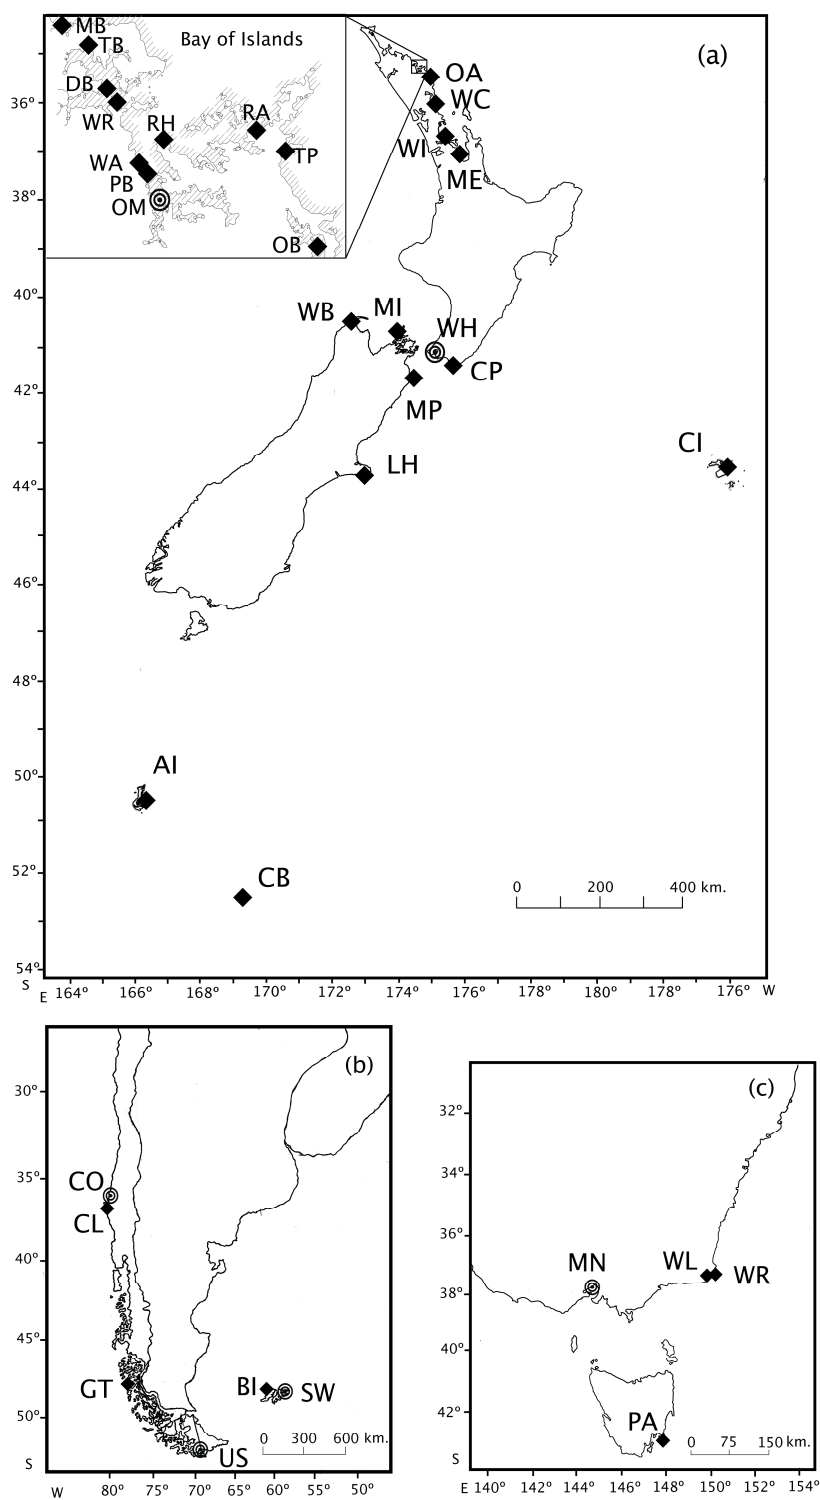 MB
TB
Bay of Islands
(a)
OA
DB
WC
36°
WR
RH
RA
WI
WA
TP
ME
PB
38°
OM
OB
40°
WB
MI
WH
CP
42°
MP
CI
LH
44°
46°
48°
AI
50°
52°
CB
0 200 400 km.
54°
S
E 164° 166° 168° 170° 172° 174° 176° 178° 180° 178° 176° W
(b)
30°
35°
CO
CL
40°
45°
GT
BI
SW
50°
0 300 600 km.
US
S
W 80° 75° 70° 65° 60° 55° 50°
(c)
32°
34°
36°
MN
WL
WR
38°
40°
42°
PA
0 75 150 km.
S
E 140° 142° 144° 146° 148° 150° 152° 154°